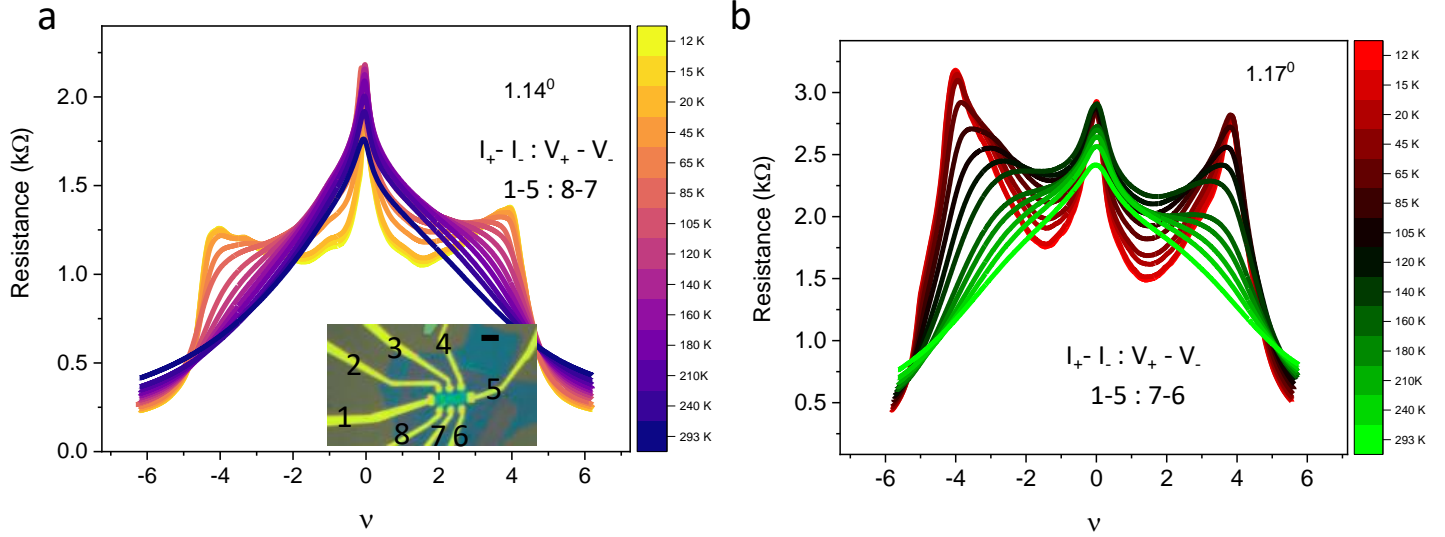 a
Resistance (kΩ)
2.0
1.5
1.0
0.5
0.0
-6 -4 -2 0 2 4 6
ν
1.14⁰
I₊- I₋ : V₊ - V₋
1-5 : 8-7
1
2
3
4
5
8
7
6
12 K
15 K
20 K
45 K
65 K
85 K
120 K
140 K
160 K
180 K
210K
240 K
293 K
b
Resistance (kΩ)
3.0
2.5
2.0
1.5
1.0
0.5
-6 -4 -2 0 2 4 6
ν
1.17⁰
I₊- I₋ : V₊ - V₋
1-5 : 7-6
12 K
15 K
20 K
45 K
65 K
85 K
105 K
120 K
160 K
180 K
210K
240 K
293 K